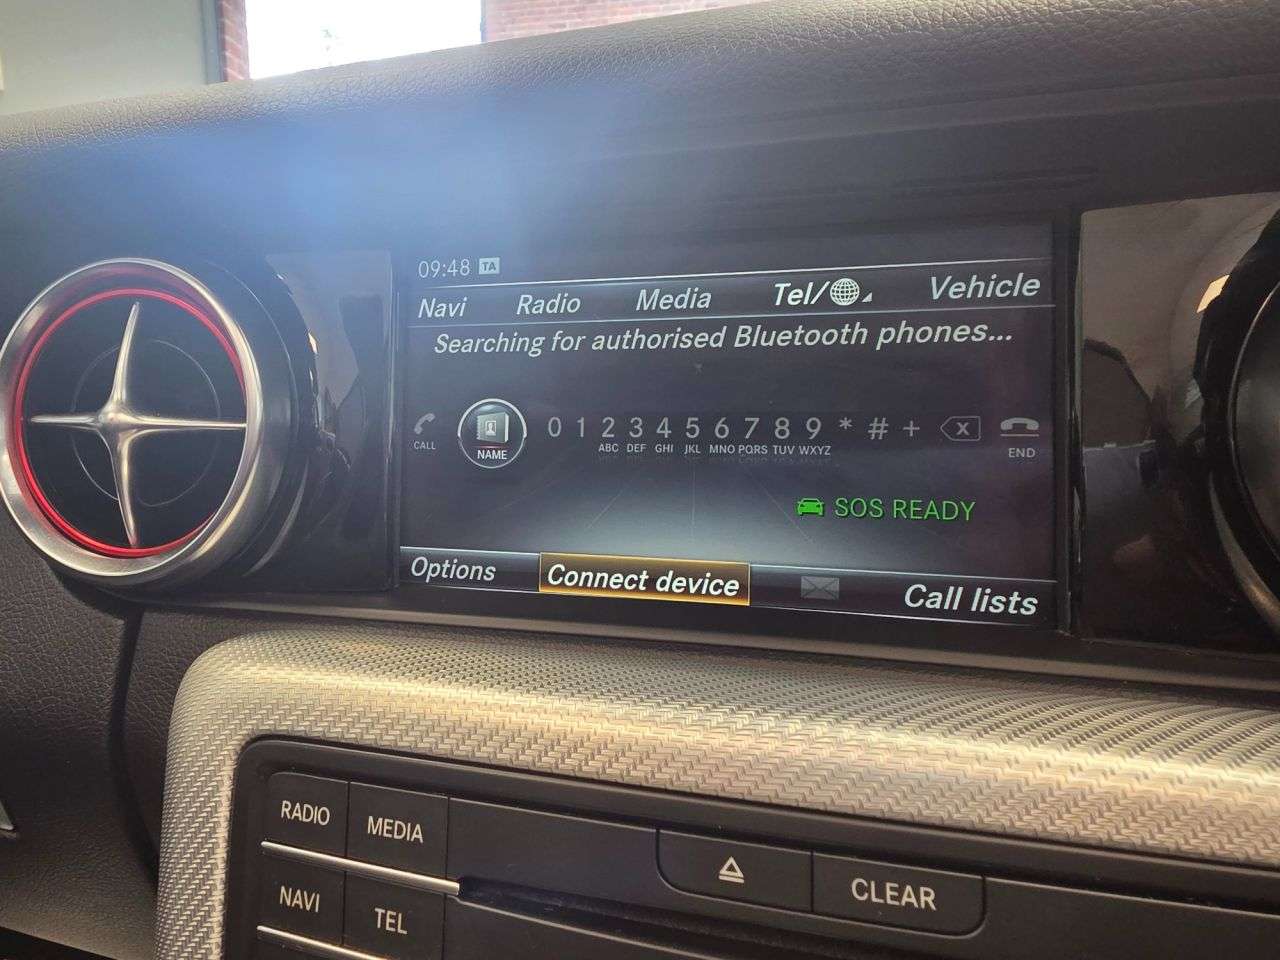 09:48 TA
Navi Radio Media Tel/ Vehicle
Searching for authorised Bluetooth phones...
0 1 2 3 4 5 6 7 8 9 * # +
CALL NAME ABC DEF GHI JKL MNO PQRS TUV WXYZ X END
SOS READY
Options Connect device Call lists
RADIO MEDIA
NAVI TEL CLEAR